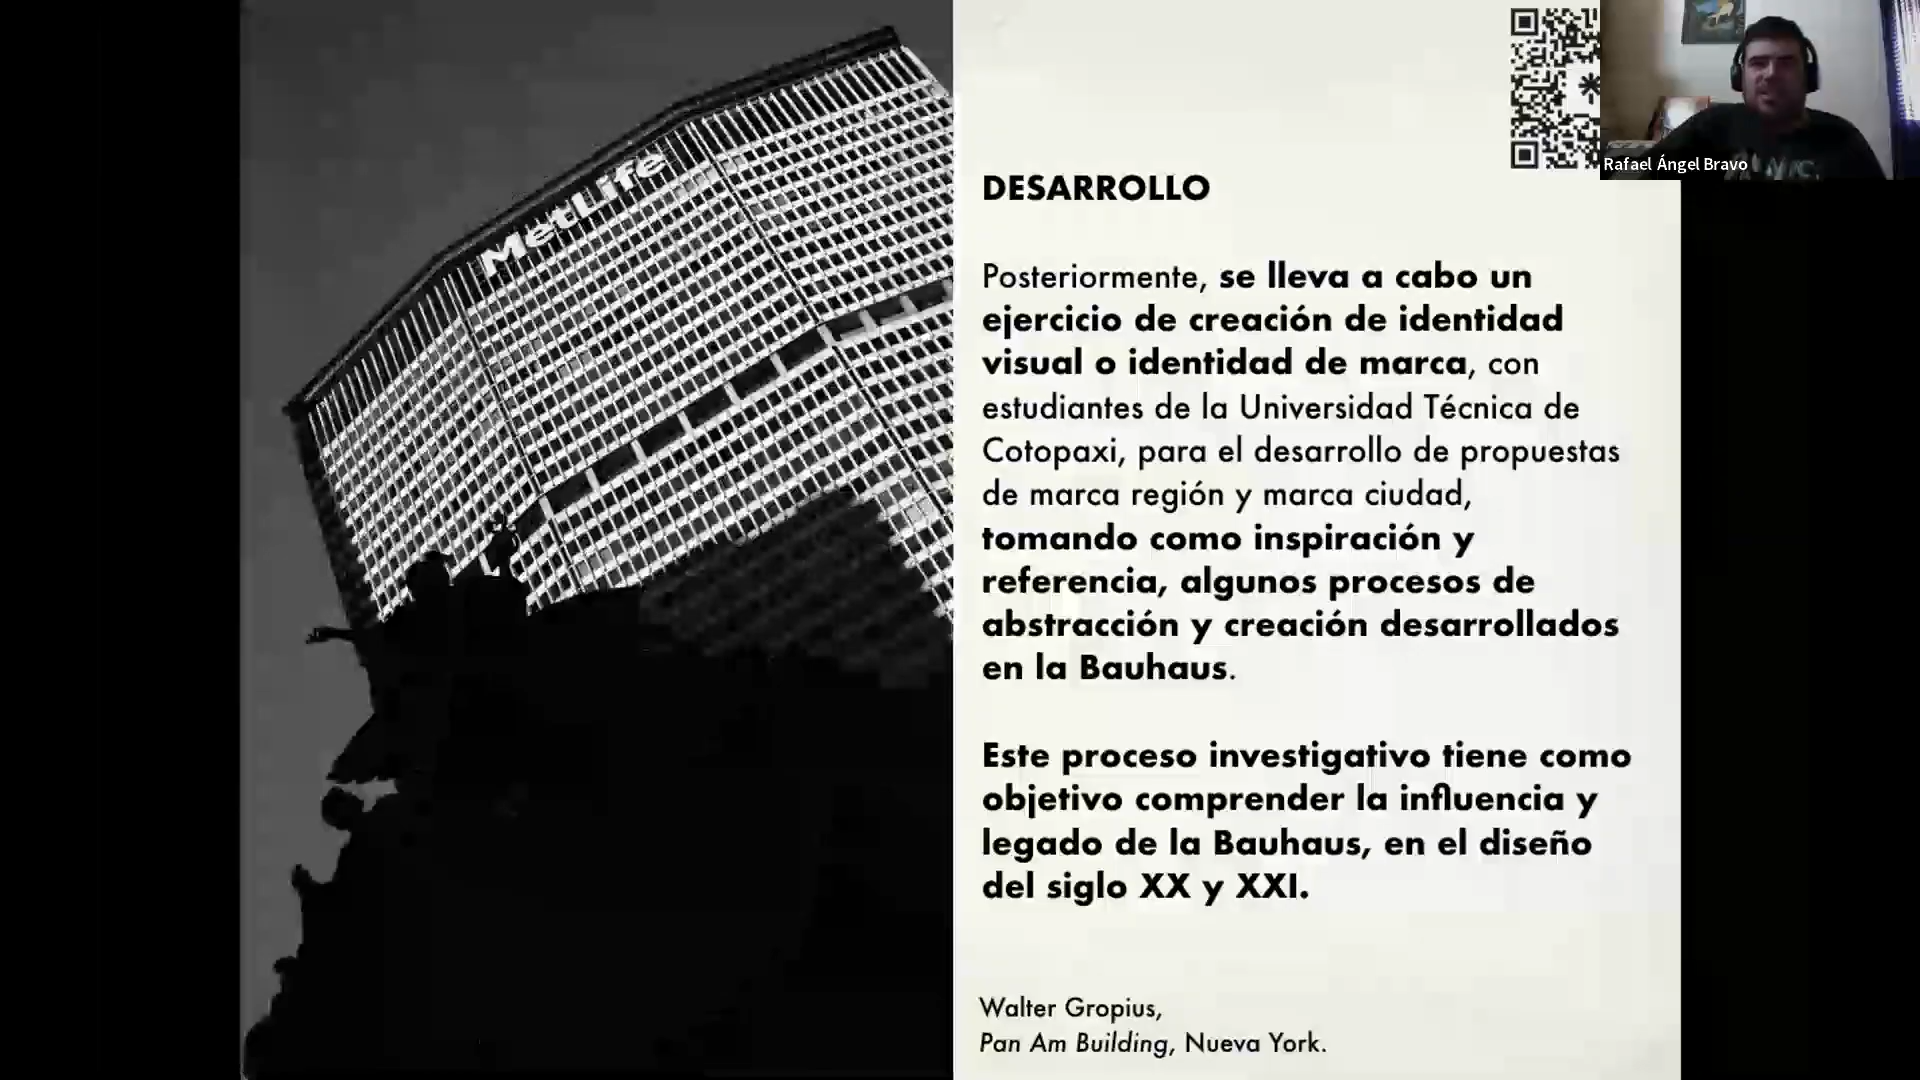 MetLife
Rafael Ángel Bravo
DESARROLLO
Posteriormente, se lleva a cabo un
ejercicio de creación de identidad
visual o identidad de marca, con
estudiantes de la Universidad Técnica de
Cotopaxi, para el desarrollo de propuestas
de marca región y marca ciudad,
tomando como inspiración y
referencia, algunos procesos de
abstracción y creación desarrollados
en la Bauhaus.
Este proceso investigativo tiene como
objetivo comprender la influencia y
legado de la Bauhaus, en el diseño
del siglo XX y XXI.
Walter Gropius,
Pan Am Building, Nueva York.